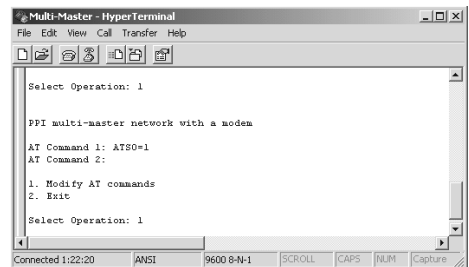 Multi-Master - HyperTerminal
File Edit View Call Transfer Help
Select Operation: 1
PPI multi-master network with a modem
AT Command 1: ATS0=1
AT Command 2:
1. Modify AT commands
2. Exit
Select Operation: 1
Connected 1:22:20 ANSI 9600 8-N-1 SCROLL CAPS NUM Capture